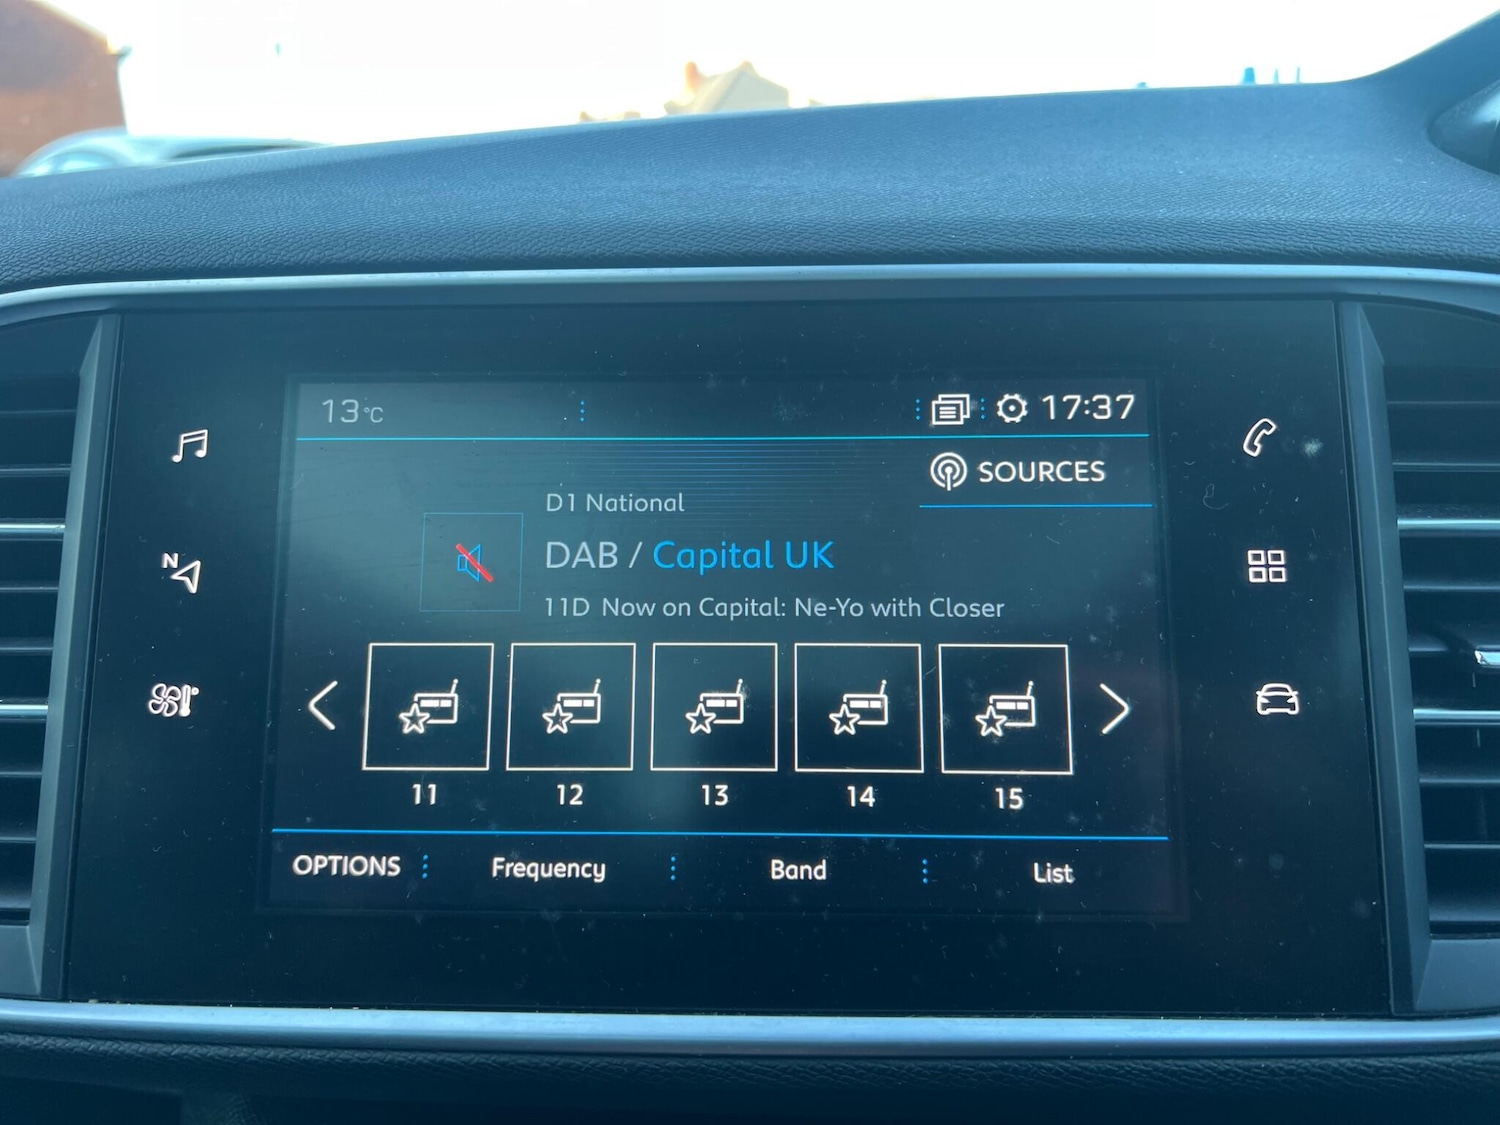 13°C
17:37
SOURCES
D1 National
DAB / Capital UK
11D Now on Capital: Ne-Yo with Closer
N
11 12 13 14 15
OPTIONS Frequency Band List